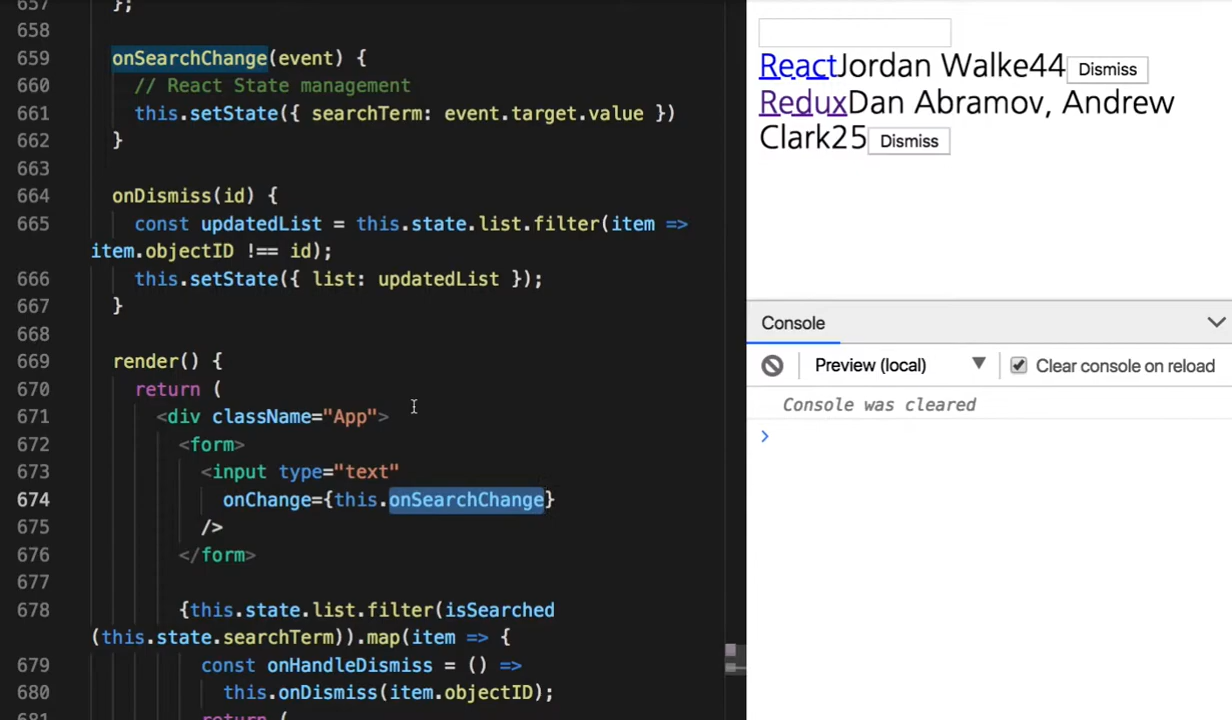 657 };
658
659 onSearchChange(event) {
660 // React State management
661 this.setState({ searchTerm: event.target.value })
662 }
663
664 onDismiss(id) {
665 const updatedList = this.state.list.filter(item =>
item.objectID !== id);
666 this.setState({ list: updatedList });
667 }
668
669 render() {
670 return (
671 <div className="App">
672 <form>
673 <input type="text"
674 onChange={this.onSearchChange}
675 />
676 </form>
677
678 {this.state.list.filter(isSearched
(this.state.searchTerm)).map(item => {
679 const onHandleDismiss = () =>
680 this.onDismiss(item.objectID);
681 return (
ReactJordan Walke44 Dismiss
ReduxDan Abramov, Andrew
Clark25 Dismiss
Console
Preview (local) Clear console on reload
Console was cleared